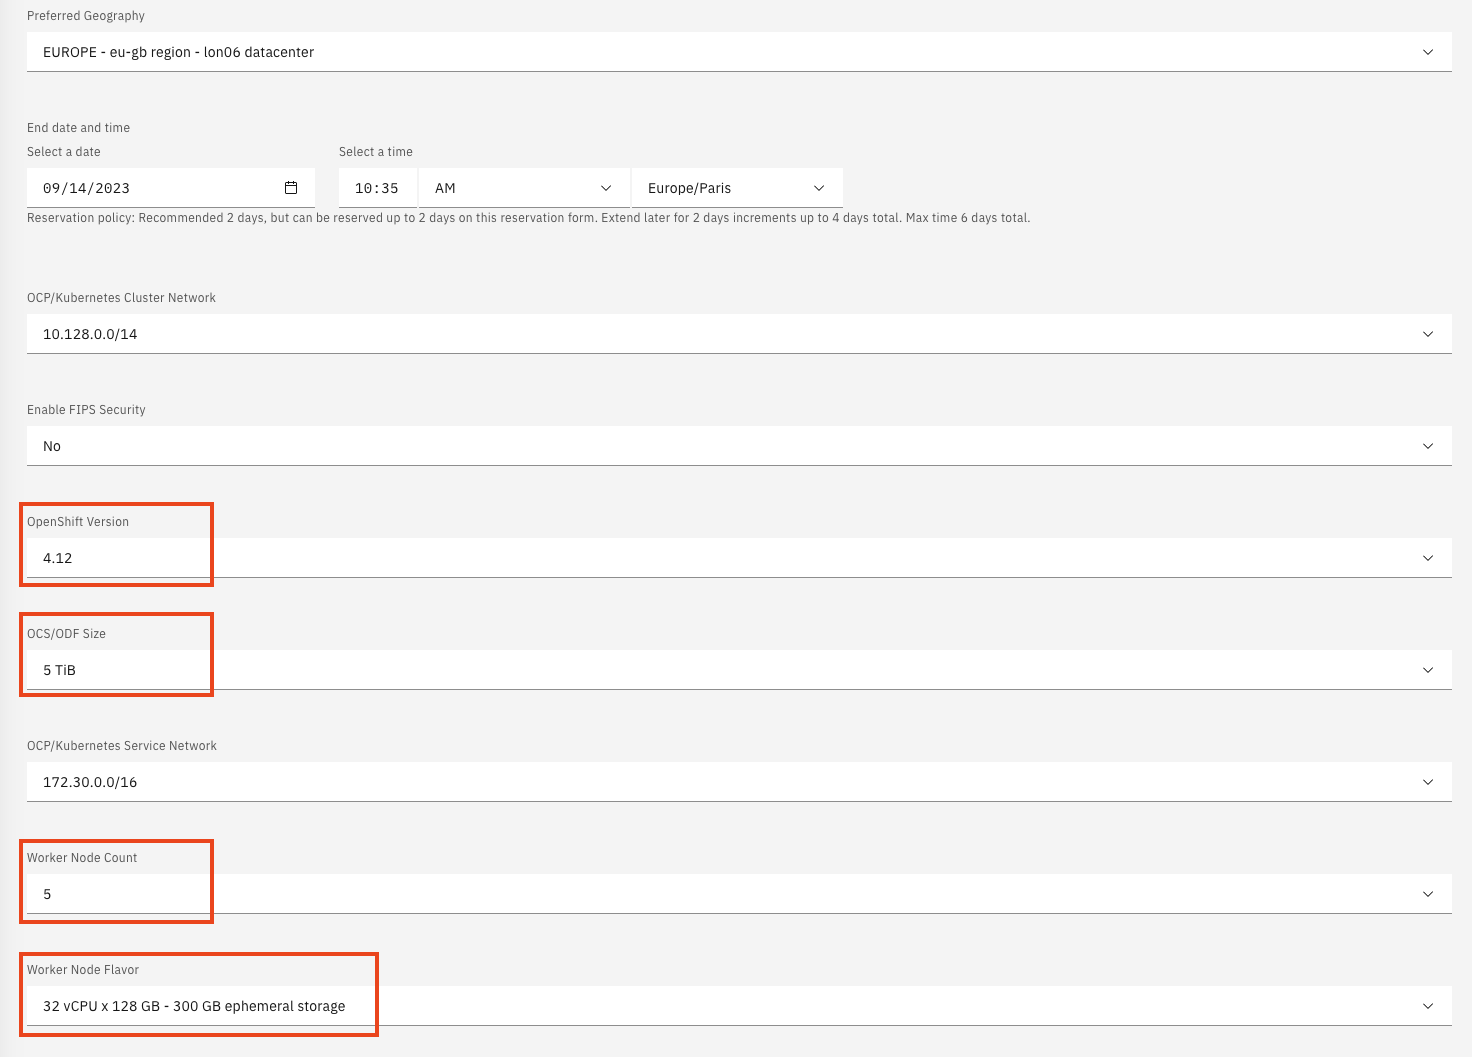 Preferred Geography
EUROPE - eu-gb region - lon06 datacenter
End date and time
Select a date
Select a time
09/14/2023
10:35
AM
Europe/Paris
Reservation policy: Recommended 2 days, but can be reserved up to 2 days on this reservation form. Extend later for 2 days increments up to 4 days total. Max time 6 days total.
OCP/Kubernetes Cluster Network
10.128.0.0/14
Enable FIPS Security
No
OpenShift Version
4.12
OCS/ODF Size
5 TiB
OCP/Kubernetes Service Network
172.30.0.0/16
Worker Node Count
5
Worker Node Flavor
32 vCPU x 128 GB - 300 GB ephemeral storage